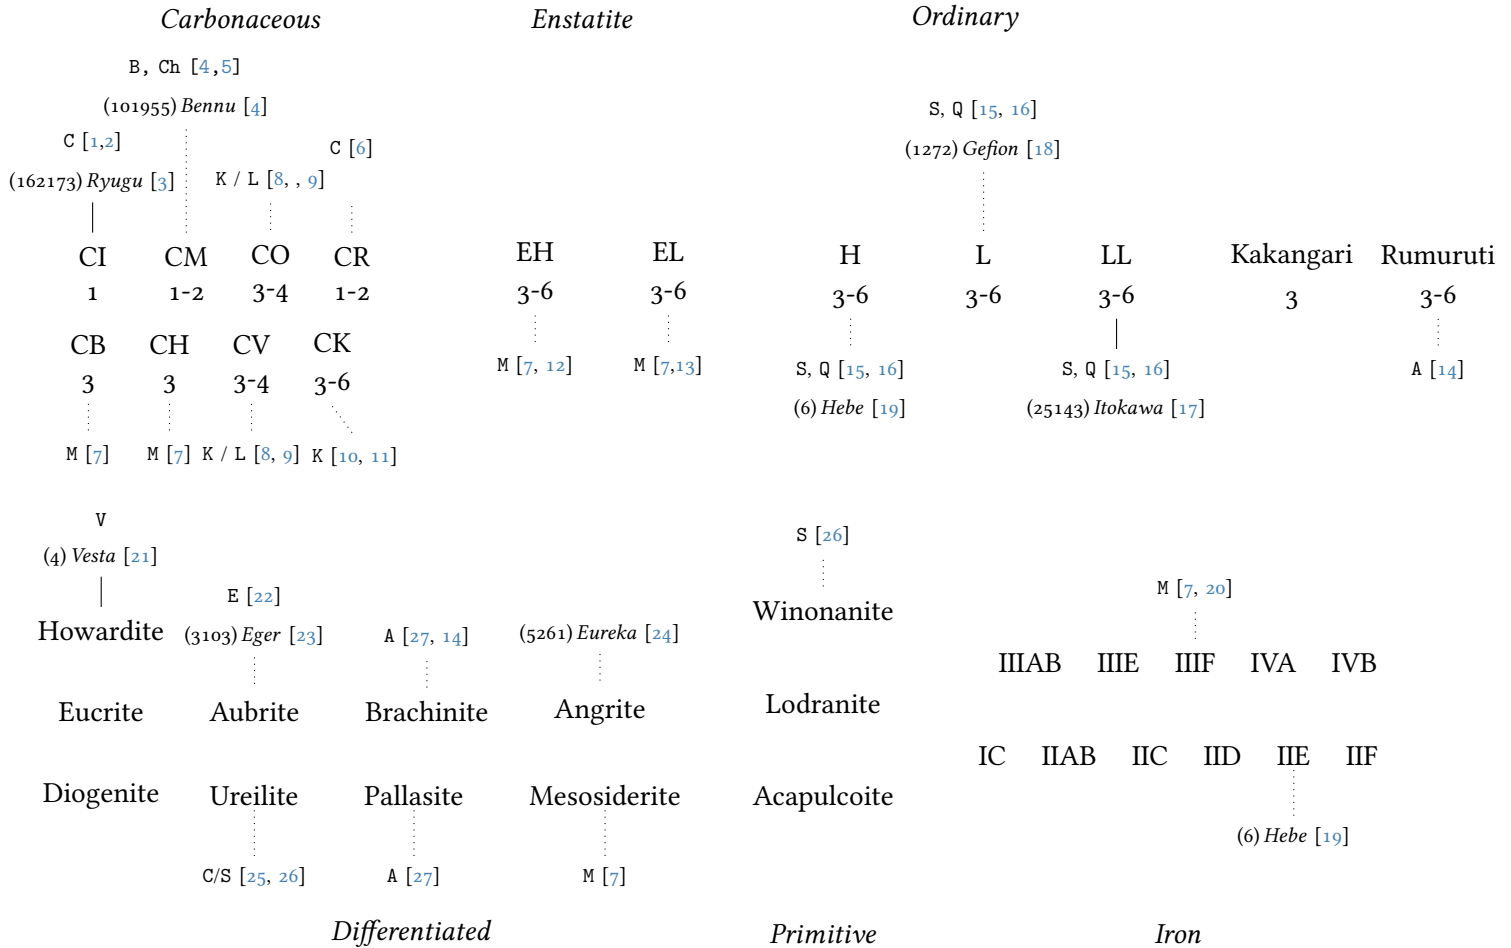 Carbonaceous Enstatite Ordinary
B, Ch [4,5]
(101955) Bennu [4]
S, Q [15, 16]
C [1,2]
C [6]
(1272) Gefion [18]
(162173) Ryugu [3]
K / L [8, , 9]
CI CM CO CR EH EL H L LL Kakangari Rumuruti
1 1-2 3-4 1-2 3-6 3-6 3-6 3-6 3-6 3 3-6
CB CH CV CK
M [7, 12] M [7,13] S, Q [15, 16] S, Q [15, 16] A [14]
3 3 3-4 3-6
(6) Hebe [19] (25143) Itokawa [17]
M [7] M [7] K / L [8, 9] K [10, 11]
V
S [26]
(4) Vesta [21]
M [7, 20]
E [22]
Winonanite
Howardite (3103) Eger [23] A [27, 14] (5261) Eureka [24]
IIIAB IIIE IIIF IVA IVB
Lodranite
Eucrite Aubrite Brachinite Angrite
IC IIAB IIC IID IIE IIF
Diogenite Ureilite Pallasite Mesosiderite Acapulcoite
(6) Hebe [19]
C/S [25, 26] A [27] M [7]
Differentiated Primitive Iron